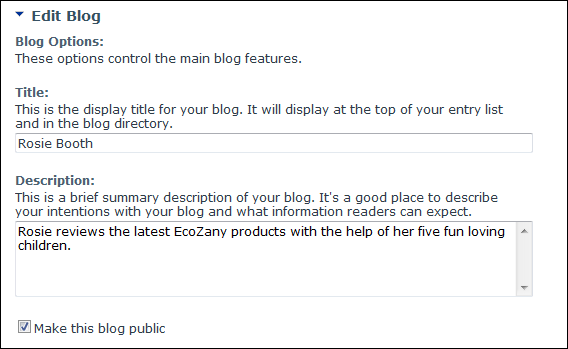 Edit Blog
Blog Options:
These options control the main blog features.
Title:
This is the display title for your blog. It will display at the top of your entry list
and in the blog directory.
Rosie Booth
Description:
This is a brief summary description of your blog. It's a good place to describe
your intentions with your blog and what information readers can expect.
Rosie reviews the latest EcoZany products with the help of her five fun loving
children.
Make this blog public